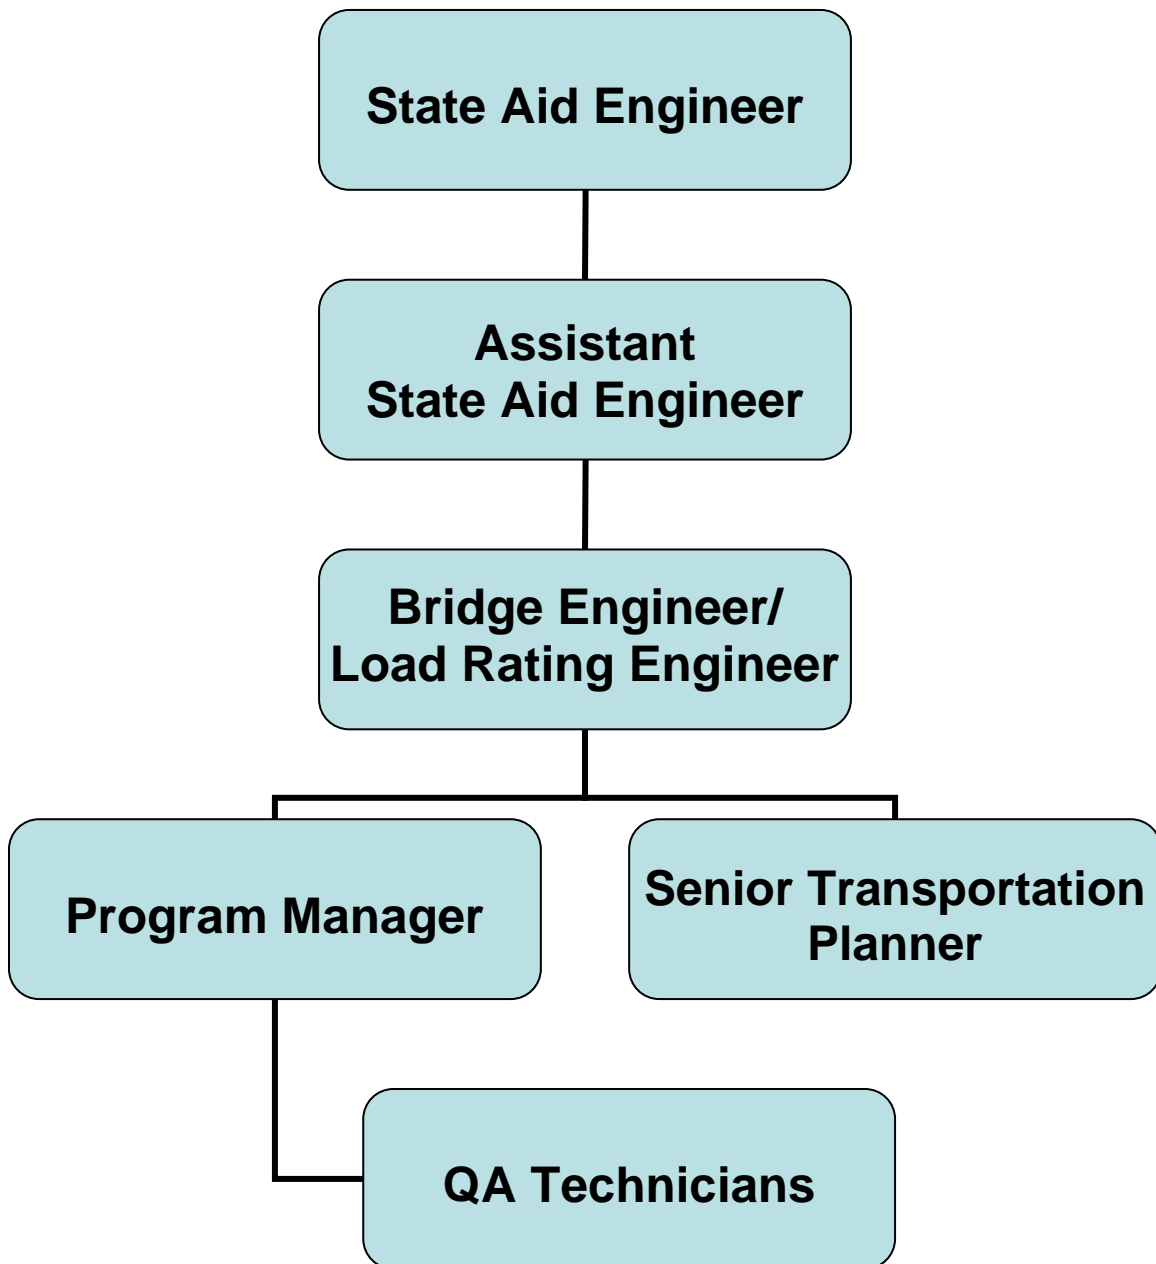 State Aid Engineer
Assistant
State Aid Engineer
Bridge Engineer/
Load Rating Engineer
Program Manager
Senior Transportation
Planner
QA Technicians